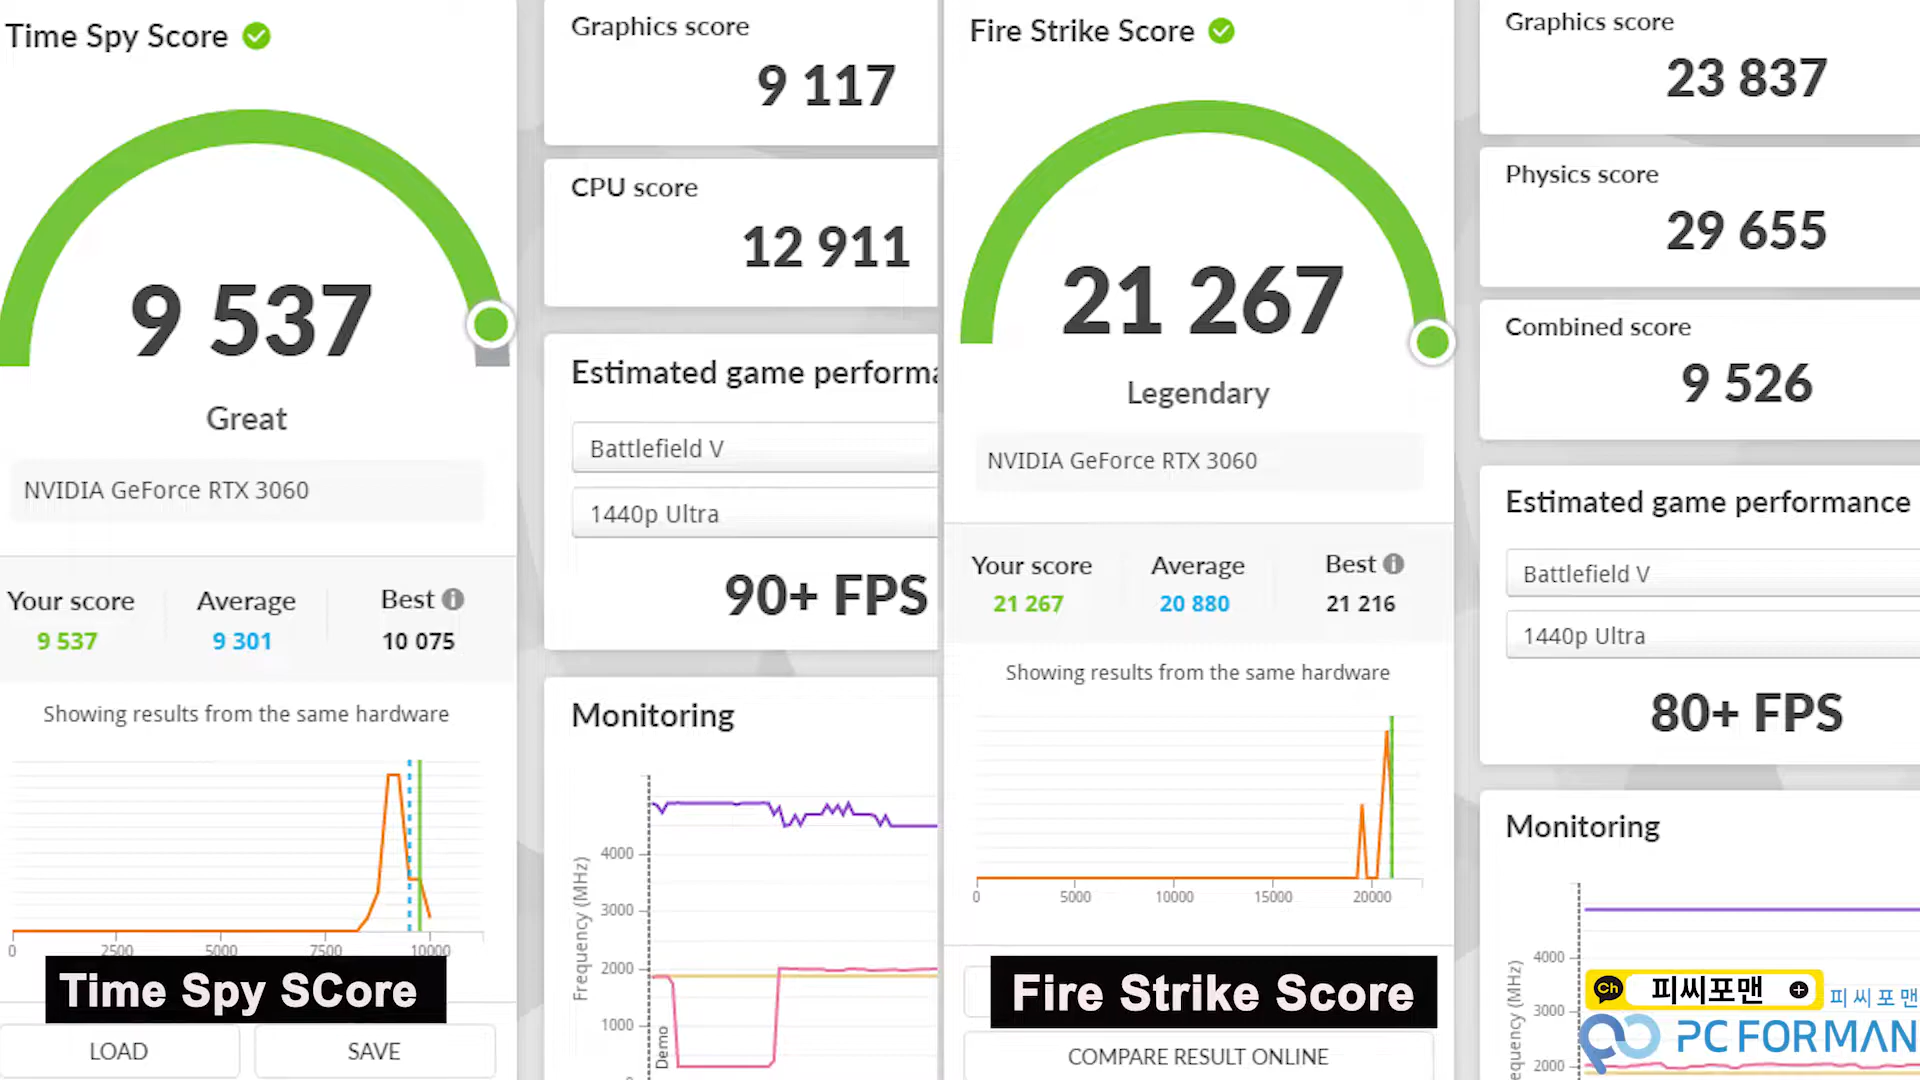 Time Spy Score
9 537
Great
NVIDIA GeForce RTX 3060
Your score
Average
Best
9 537
9 301
10 075
Showing results from the same hardware
0
2500
5000
7500
10000
Time Spy SCore
LOAD
SAVE
Graphics score
9 117
CPU score
12 911
Estimated game performa
Battlefield V
1440p Ultra
90+ FPS
Monitoring
Frequency (MHz)
4000
3000
2000
1000
Demo
Fire Strike Score
21 267
Legendary
NVIDIA GeForce RTX 3060
Your score
Average
Best
21 267
20 880
21 216
Showing results from the same hardware
0
5000
10000
15000
20000
Fire Strike Score
COMPARE RESULT ONLINE
Graphics score
23 837
Physics score
29 655
Combined score
9 526
Estimated game performance
Battlefield V
1440p Ultra
80+ FPS
Monitoring
equency (MHz)
4000
3000
2000
Ch 피씨포맨
피씨포맨
PC FORMAN